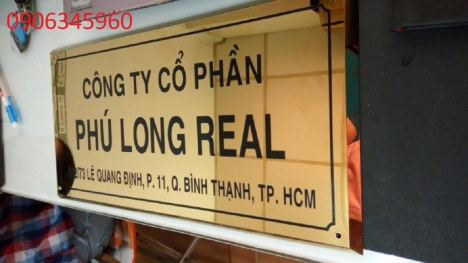 0906345960
CÔNG TY CỔ PHẦN
PHÚ LONG REAL
LÊ QUANG ĐỊNH, P. 11, Q. BÌNH THẠNH, TP. HCM